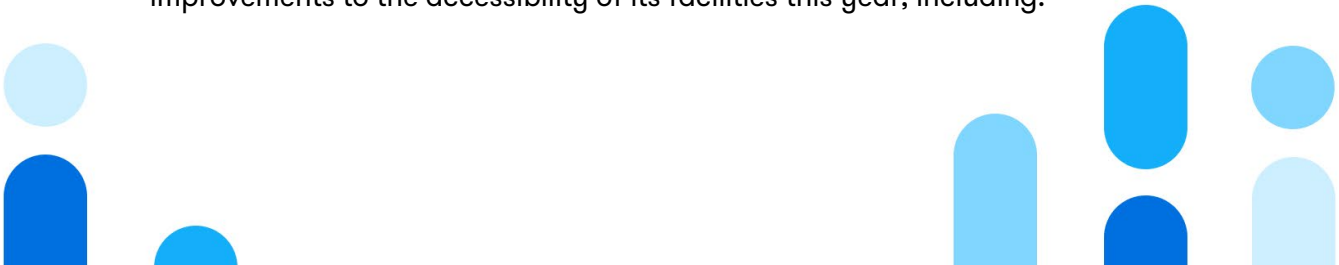 improvements to the accessibility of its facilities this year, including: